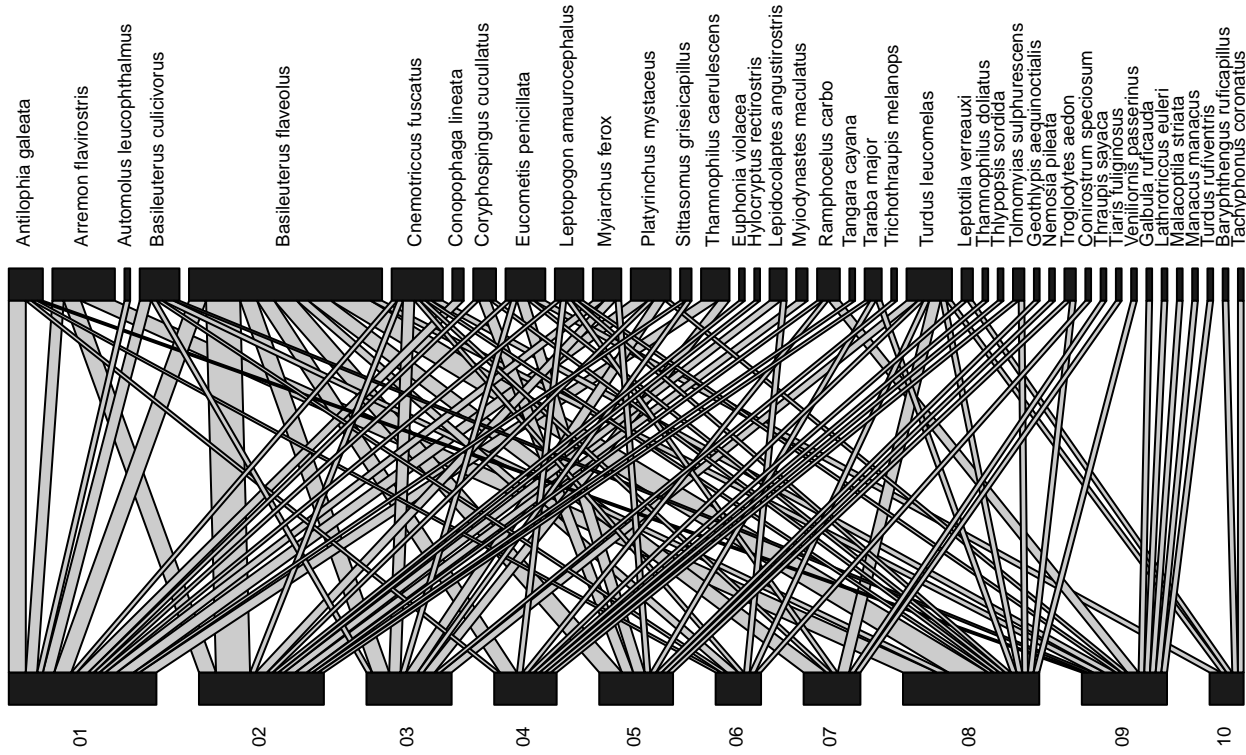 Antilophia galeata
Arremon flavirostris
Automolus leucophthalmus
Basileuterus culicivorus
Basileuterus flaveolus
Cnemotriccus fuscatus
Conopophaga lineata
Coryphospingus cucullatus
Eucometis penicillata
Leptopogon amaurocephalus
Myiarchus ferox
Platyrinchus mystaceus
Sittasomus griseicapillus
Thamnophilus caerulescens
Euphonia violacea
Hylocryptus rectirostris
Lepidocolaptes angustirostris
Myiodynastes maculatus
Ramphocelus carbo
Tangara cayana
Taraba major
Trichothraupis melanops
Turdus leucomelas
Leptotila verreauxi
Thamnophilus doliatus
Thlypopsis sordida
Tolmomyias sulphurescens
Geothlypis aequinoctialis
Nemosia pileata
Troglodytes aedon
Conirostrum speciosum
Thraupis sayaca
Tiaris fuliginosus
Veniliornis passerinus
Galbula ruficauda
Lathrotriccus euleri
Malacoptila striata
Manacus manacus
Turdus rufiventris
Baryphthengus ruficapillus
Tachyphonus coronatus
01
02
03
04
05
06
07
08
09
10